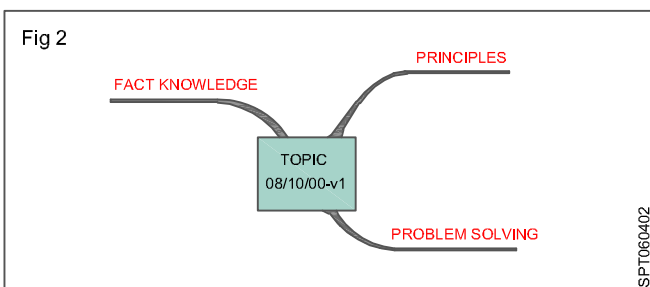 Fig 2
PRINCIPLES
FACT KNOWLEDGE
TOPIC
08/10/00-v1
PROBLEM SOLVING
SPT060402